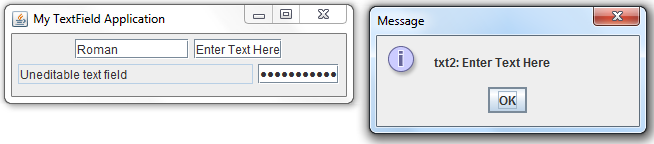 My TextField Application
Roman Enter Text Here
Uneditable text field •••••••••••
Message
txt2: Enter Text Here
OK